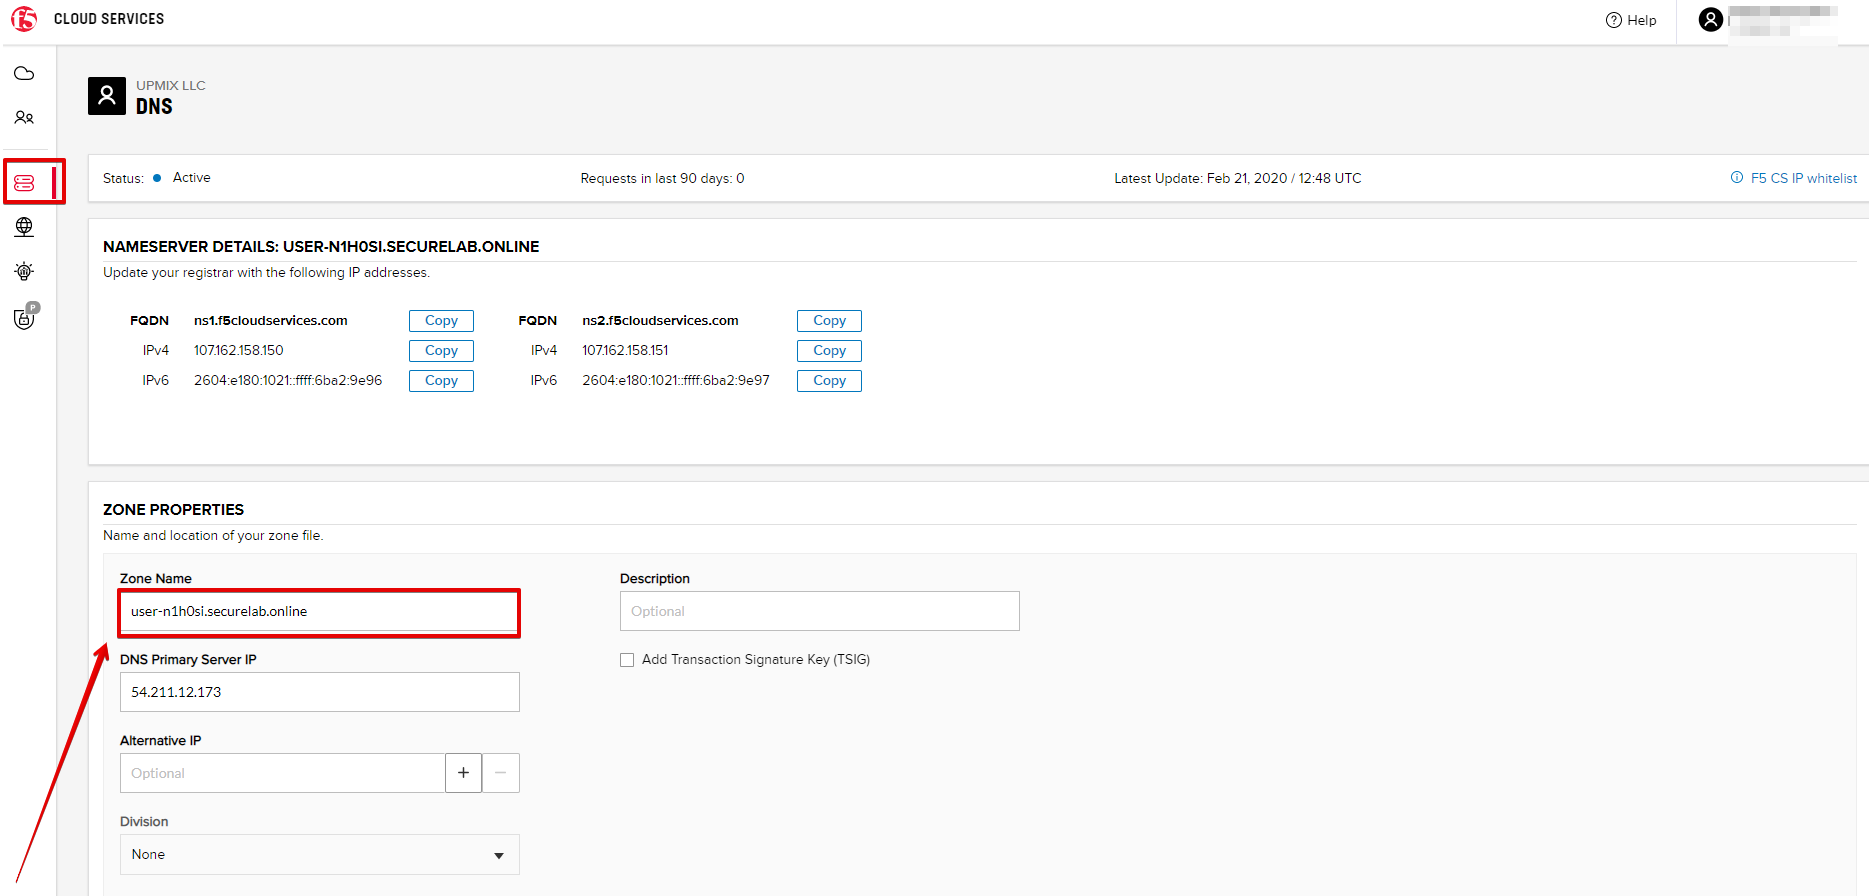 f5 CLOUD SERVICES
Help
UPMIX LLC
DNS
Status: Active
Requests in last 90 days: 0
Latest Update: Feb 21, 2020 / 12:48 UTC
F5 CS IP whitelist
P
NAMESERVER DETAILS: USER-N1H0SI.SECURELAB.ONLINE
Update your registrar with the following IP addresses.
FQDN ns1.f5cloudservices.com Copy FQDN ns2.f5cloudservices.com Copy
IPv4 107.162.158.150 Copy IPv4 107.162.158.151 Copy
IPv6 2604:e180:1021::ffff:6ba2:9e96 Copy IPv6 2604:e180:1021::ffff:6ba2:9e97 Copy
ZONE PROPERTIES
Name and location of your zone file.
Zone Name
user-n1h0si.securelab.online
Description
Optional
DNS Primary Server IP
54.211.12.173
Add Transaction Signature Key (TSIG)
Alternative IP
Optional + −
Division
None